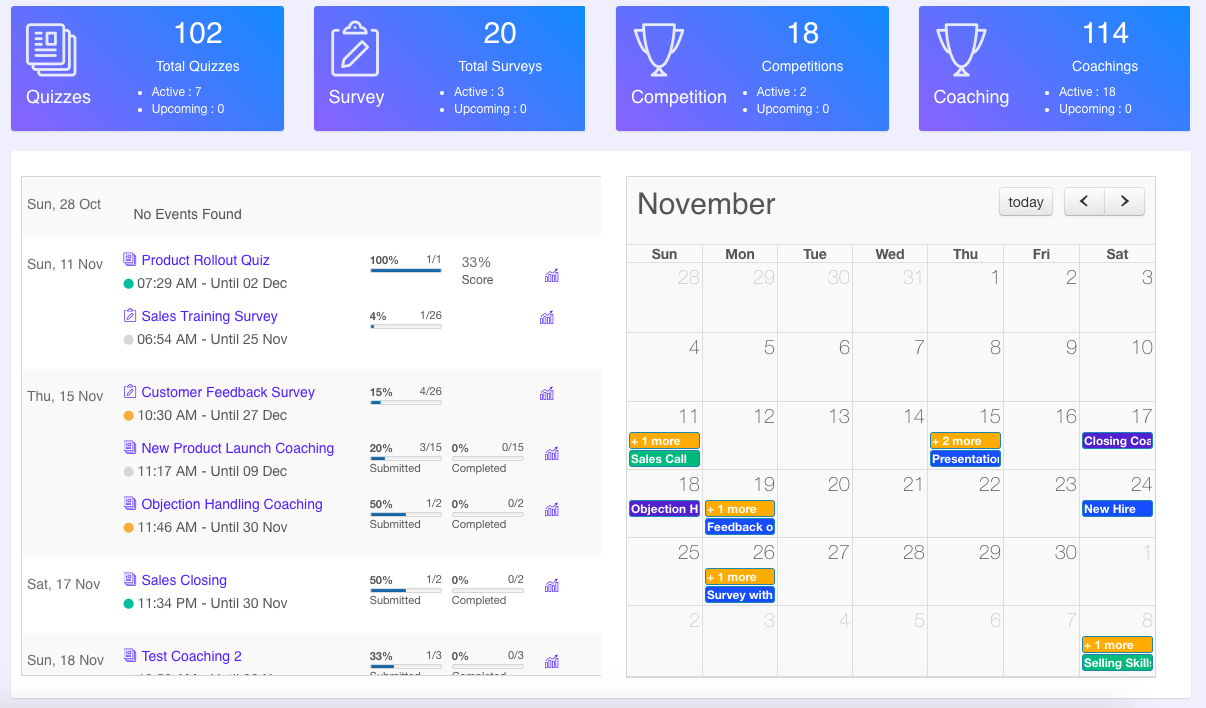 102
Total Quizzes
Quizzes
• Active : 7
• Upcoming : 0
20
Total Surveys
Survey
• Active : 3
• Upcoming : 0
18
Competitions
Competition
• Active : 2
• Upcoming : 0
114
Coachings
Coaching
• Active : 18
• Upcoming : 0
Sun, 28 Oct
No Events Found
Sun, 11 Nov
Product Rollout Quiz
07:29 AM - Until 02 Dec
100% 1/1
33%
Score
Sales Training Survey
06:54 AM - Until 25 Nov
4% 1/26
Thu, 15 Nov
Customer Feedback Survey
10:30 AM - Until 27 Dec
15% 4/26
New Product Launch Coaching
11:17 AM - Until 09 Dec
20% 3/15
Submitted
0% 0/15
Completed
Objection Handling Coaching
11:46 AM - Until 30 Nov
50% 1/2
Submitted
0% 0/2
Completed
Sat, 17 Nov
Sales Closing
11:34 PM - Until 30 Nov
50% 1/2
Submitted
0% 0/2
Completed
Sun, 18 Nov
Test Coaching 2
33% 1/3
Submitted
0% 0/3
Completed
November
today
< >
Sun Mon Tue Wed Thu Fri Sat
28 29 30 31 1 2 3
4 5 6 7 8 9 10
11 12 13 14 15 16 17
+ 1 more + 2 more Closing Coa
Sales Call Presentation
18 19 20 21 22 23 24
Objection H + 1 more New Hire
Feedback o
25 26 27 28 29 30 1
+ 1 more
Survey with
2 3 4 5 6 7 8
+ 1 more
Selling Skills